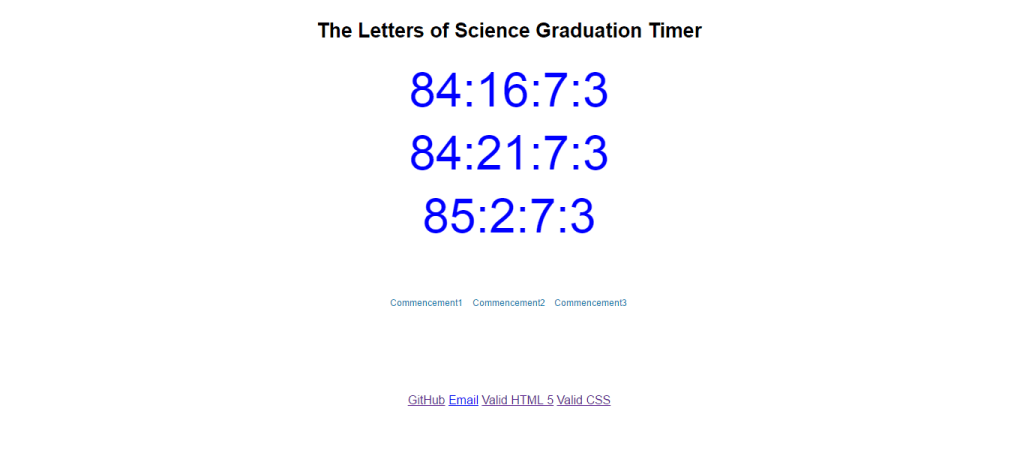 The Letters of Science Graduation Timer
84:16:7:3
84:21:7:3
85:2:7:3
Commencement1 Commencement2 Commencement3
GitHub Email Valid HTML 5 Valid CSS